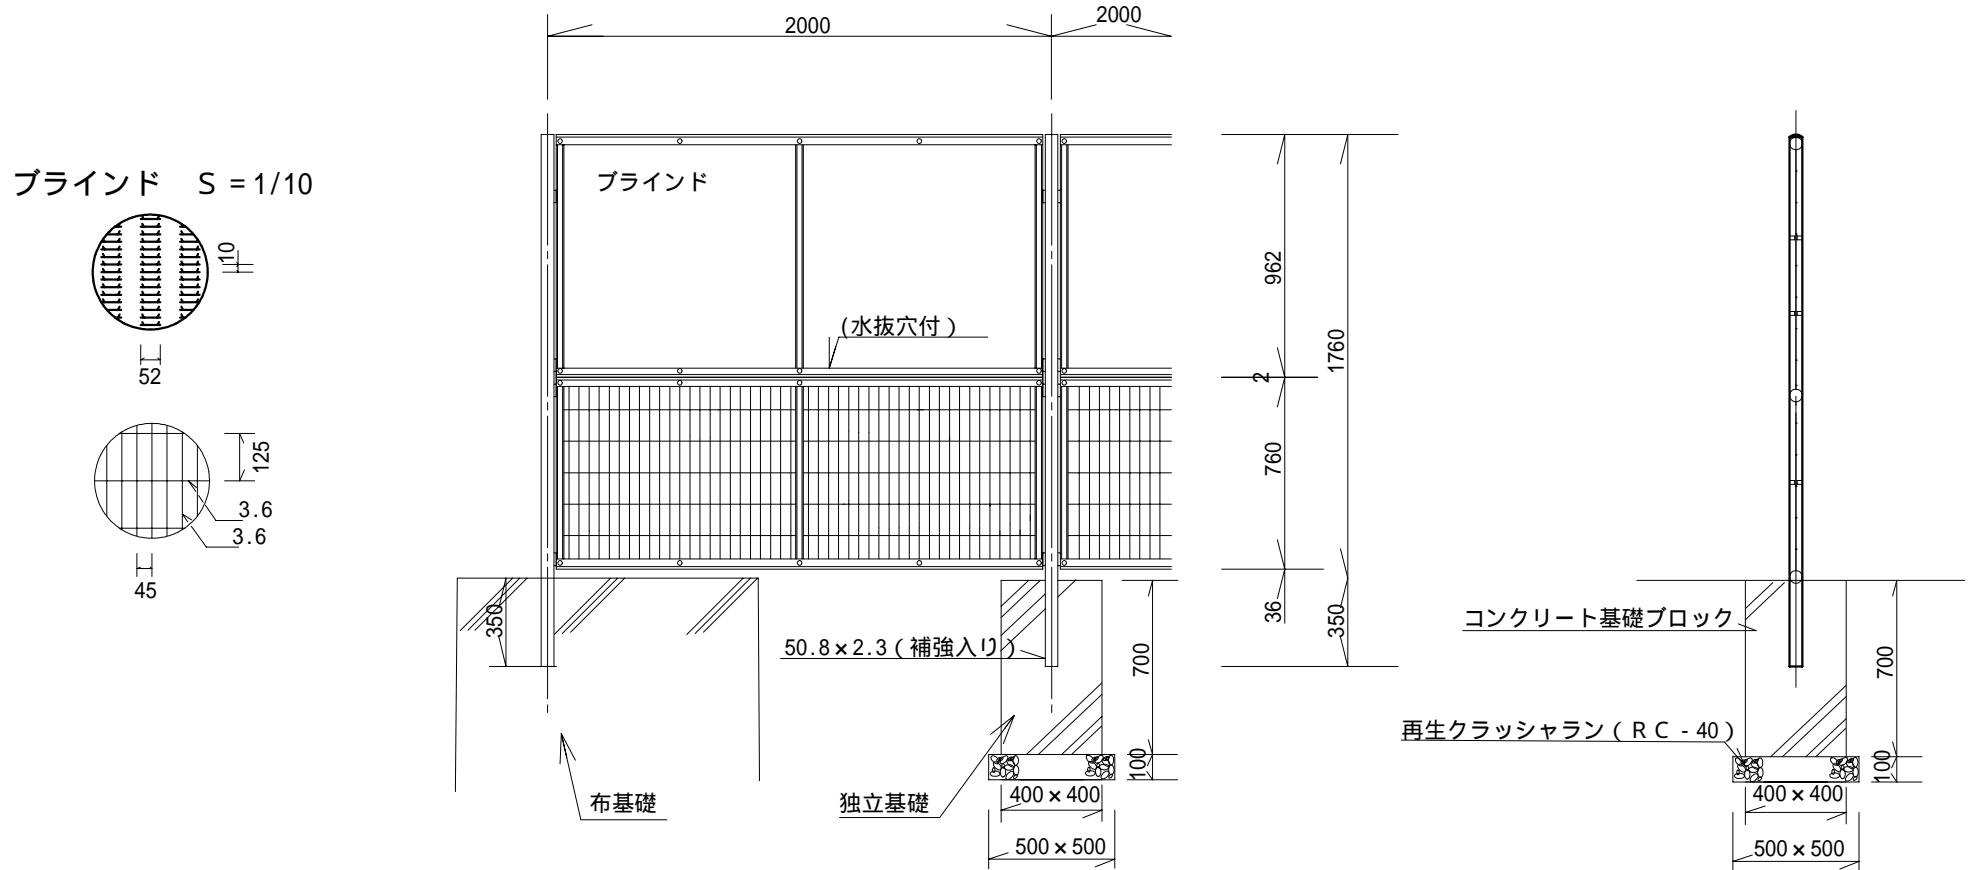 2000
2000
ブラインド S =1/10
10
52
125
3.6
3.6
45
ブラインド
(水抜穴付)
962
1760
2
760
36
350
350
50.8×2.3(補強入り)
700
100
400×400
500×500
布基礎
独立基礎
コンクリート基礎ブロック
再生クラッシャラン(RC-40)
700
100
400×400
500×500